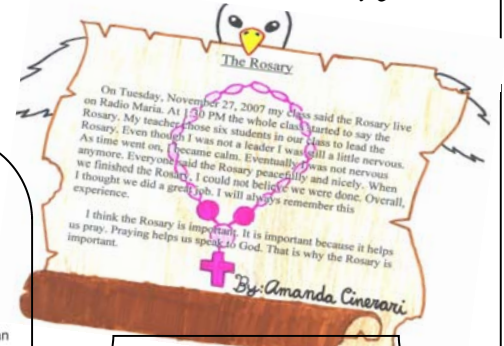 The Rosary
On Tuesday, November 27, 2007 my class said the Rosary live
on Radio Maria. At 1:30 PM the whole class started to say the
Rosary. My teacher chose six students in our class to lead the
Rosary. Even though I was not a leader I was still a little nervous.
As time went on, I became calm. Eventually I was not nervous
anymore. Everyone said the Rosary peacefully and nicely. When
we finished the Rosary, I could not believe we were done. Overall,
I thought we did a great job. I will always remember this
experience.
I think the Rosary is important. It is important because it helps
us pray. Praying helps us speak to God. That is why the Rosary is
important.
By: Amanda Cinerari